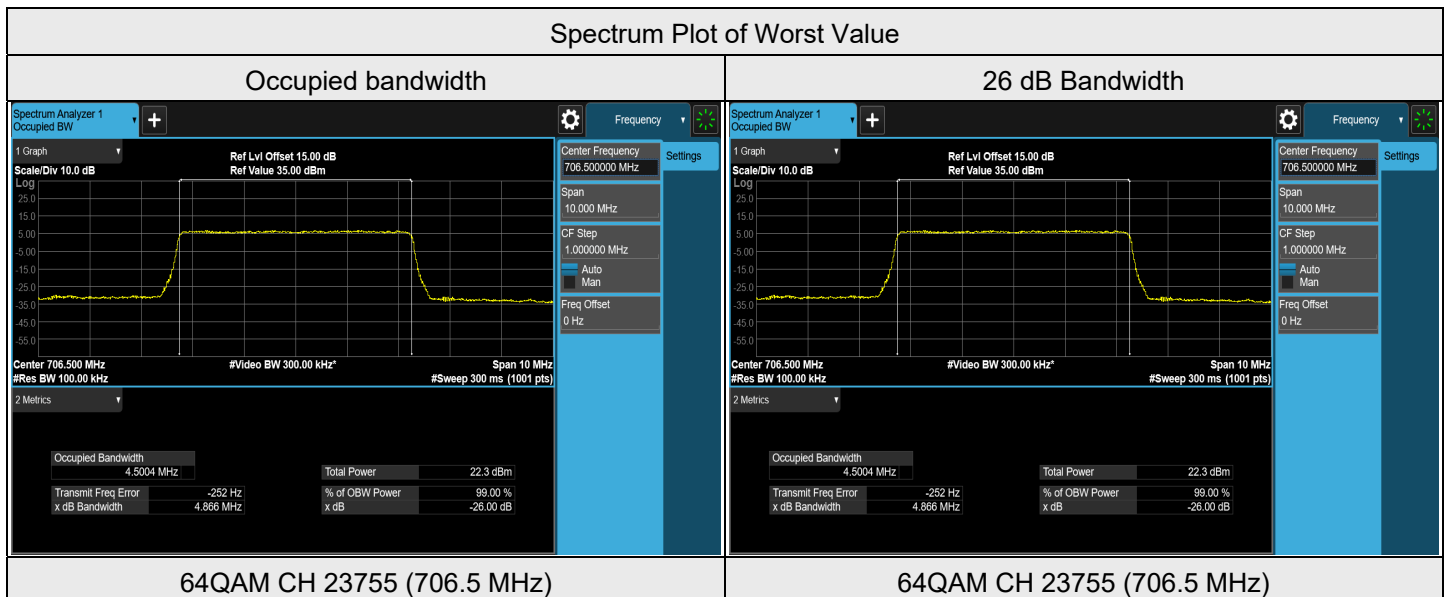 Spectrum Plot of Worst Value
Occupied bandwidth
26 dB Bandwidth
Spectrum Analyzer 1
Occupied BW
+
Frequency
1 Graph
Scale/Div 10.0 dB
Ref Lvl Offset 15.00 dB
Ref Value 35.00 dBm
Log
25.0
15.0
5.00
-5.00
-15.0
-25.0
-35.0
-45.0
-55.0
Center 706.500 MHz
#Video BW 300.00 kHz*
Span 10 MHz
#Res BW 100.00 kHz
#Sweep 300 ms (1001 pts)
Center Frequency
706.500000 MHz
Settings
Span
10.000 MHz
CF Step
1.000000 MHz
Auto
Man
Freq Offset
0 Hz
2 Metrics
Occupied Bandwidth
4.5004 MHz
Total Power 22.3 dBm
Transmit Freq Error -252 Hz
% of OBW Power 99.00 %
x dB Bandwidth 4.866 MHz
x dB -26.00 dB
64QAM CH 23755 (706.5 MHz)
Spectrum Analyzer 1
Occupied BW
+
Frequency
1 Graph
Scale/Div 10.0 dB
Ref Lvl Offset 15.00 dB
Ref Value 35.00 dBm
Log
25.0
15.0
5.00
-5.00
-15.0
-25.0
-35.0
-45.0
-55.0
Center 706.500 MHz
#Video BW 300.00 kHz*
Span 10 MHz
#Res BW 100.00 kHz
#Sweep 300 ms (1001 pts)
Center Frequency
706.500000 MHz
Settings
Span
10.000 MHz
CF Step
1.000000 MHz
Auto
Man
Freq Offset
0 Hz
2 Metrics
Occupied Bandwidth
4.5004 MHz
Total Power 22.3 dBm
Transmit Freq Error -252 Hz
% of OBW Power 99.00 %
x dB Bandwidth 4.866 MHz
x dB -26.00 dB
64QAM CH 23755 (706.5 MHz)